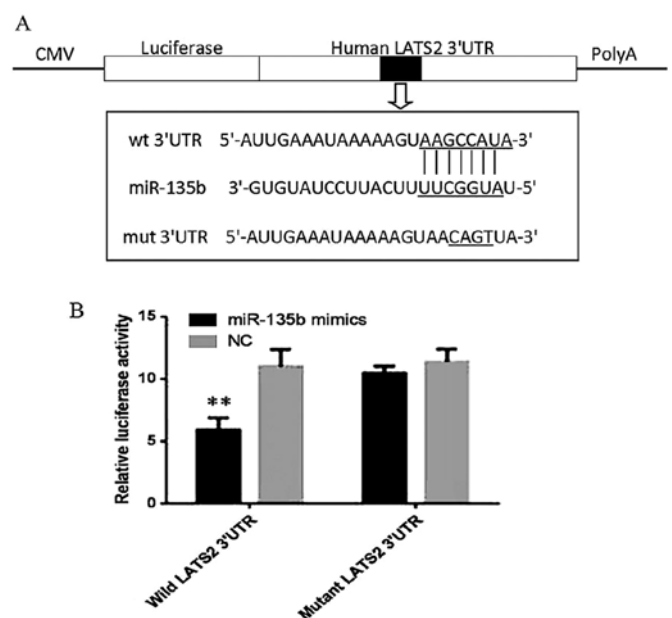 A
CMV Luciferase Human LATS2 3'UTR PolyA
wt 3'UTR 5'-AUUGAAAUAAAAAGUAAGCCAUA-3'
miR-135b 3'-GUGUAUCCUUACUUUUCGGUAU-5'
mut 3'UTR 5'-AUUGAAAUAAAAAGUAACAGTUA-3'
B
miR-135b mimics
NC
Relative luciferase activity
15
10
5
0
**
Wild LATS2 3'UTR
Mutant LATS2 3'UTR